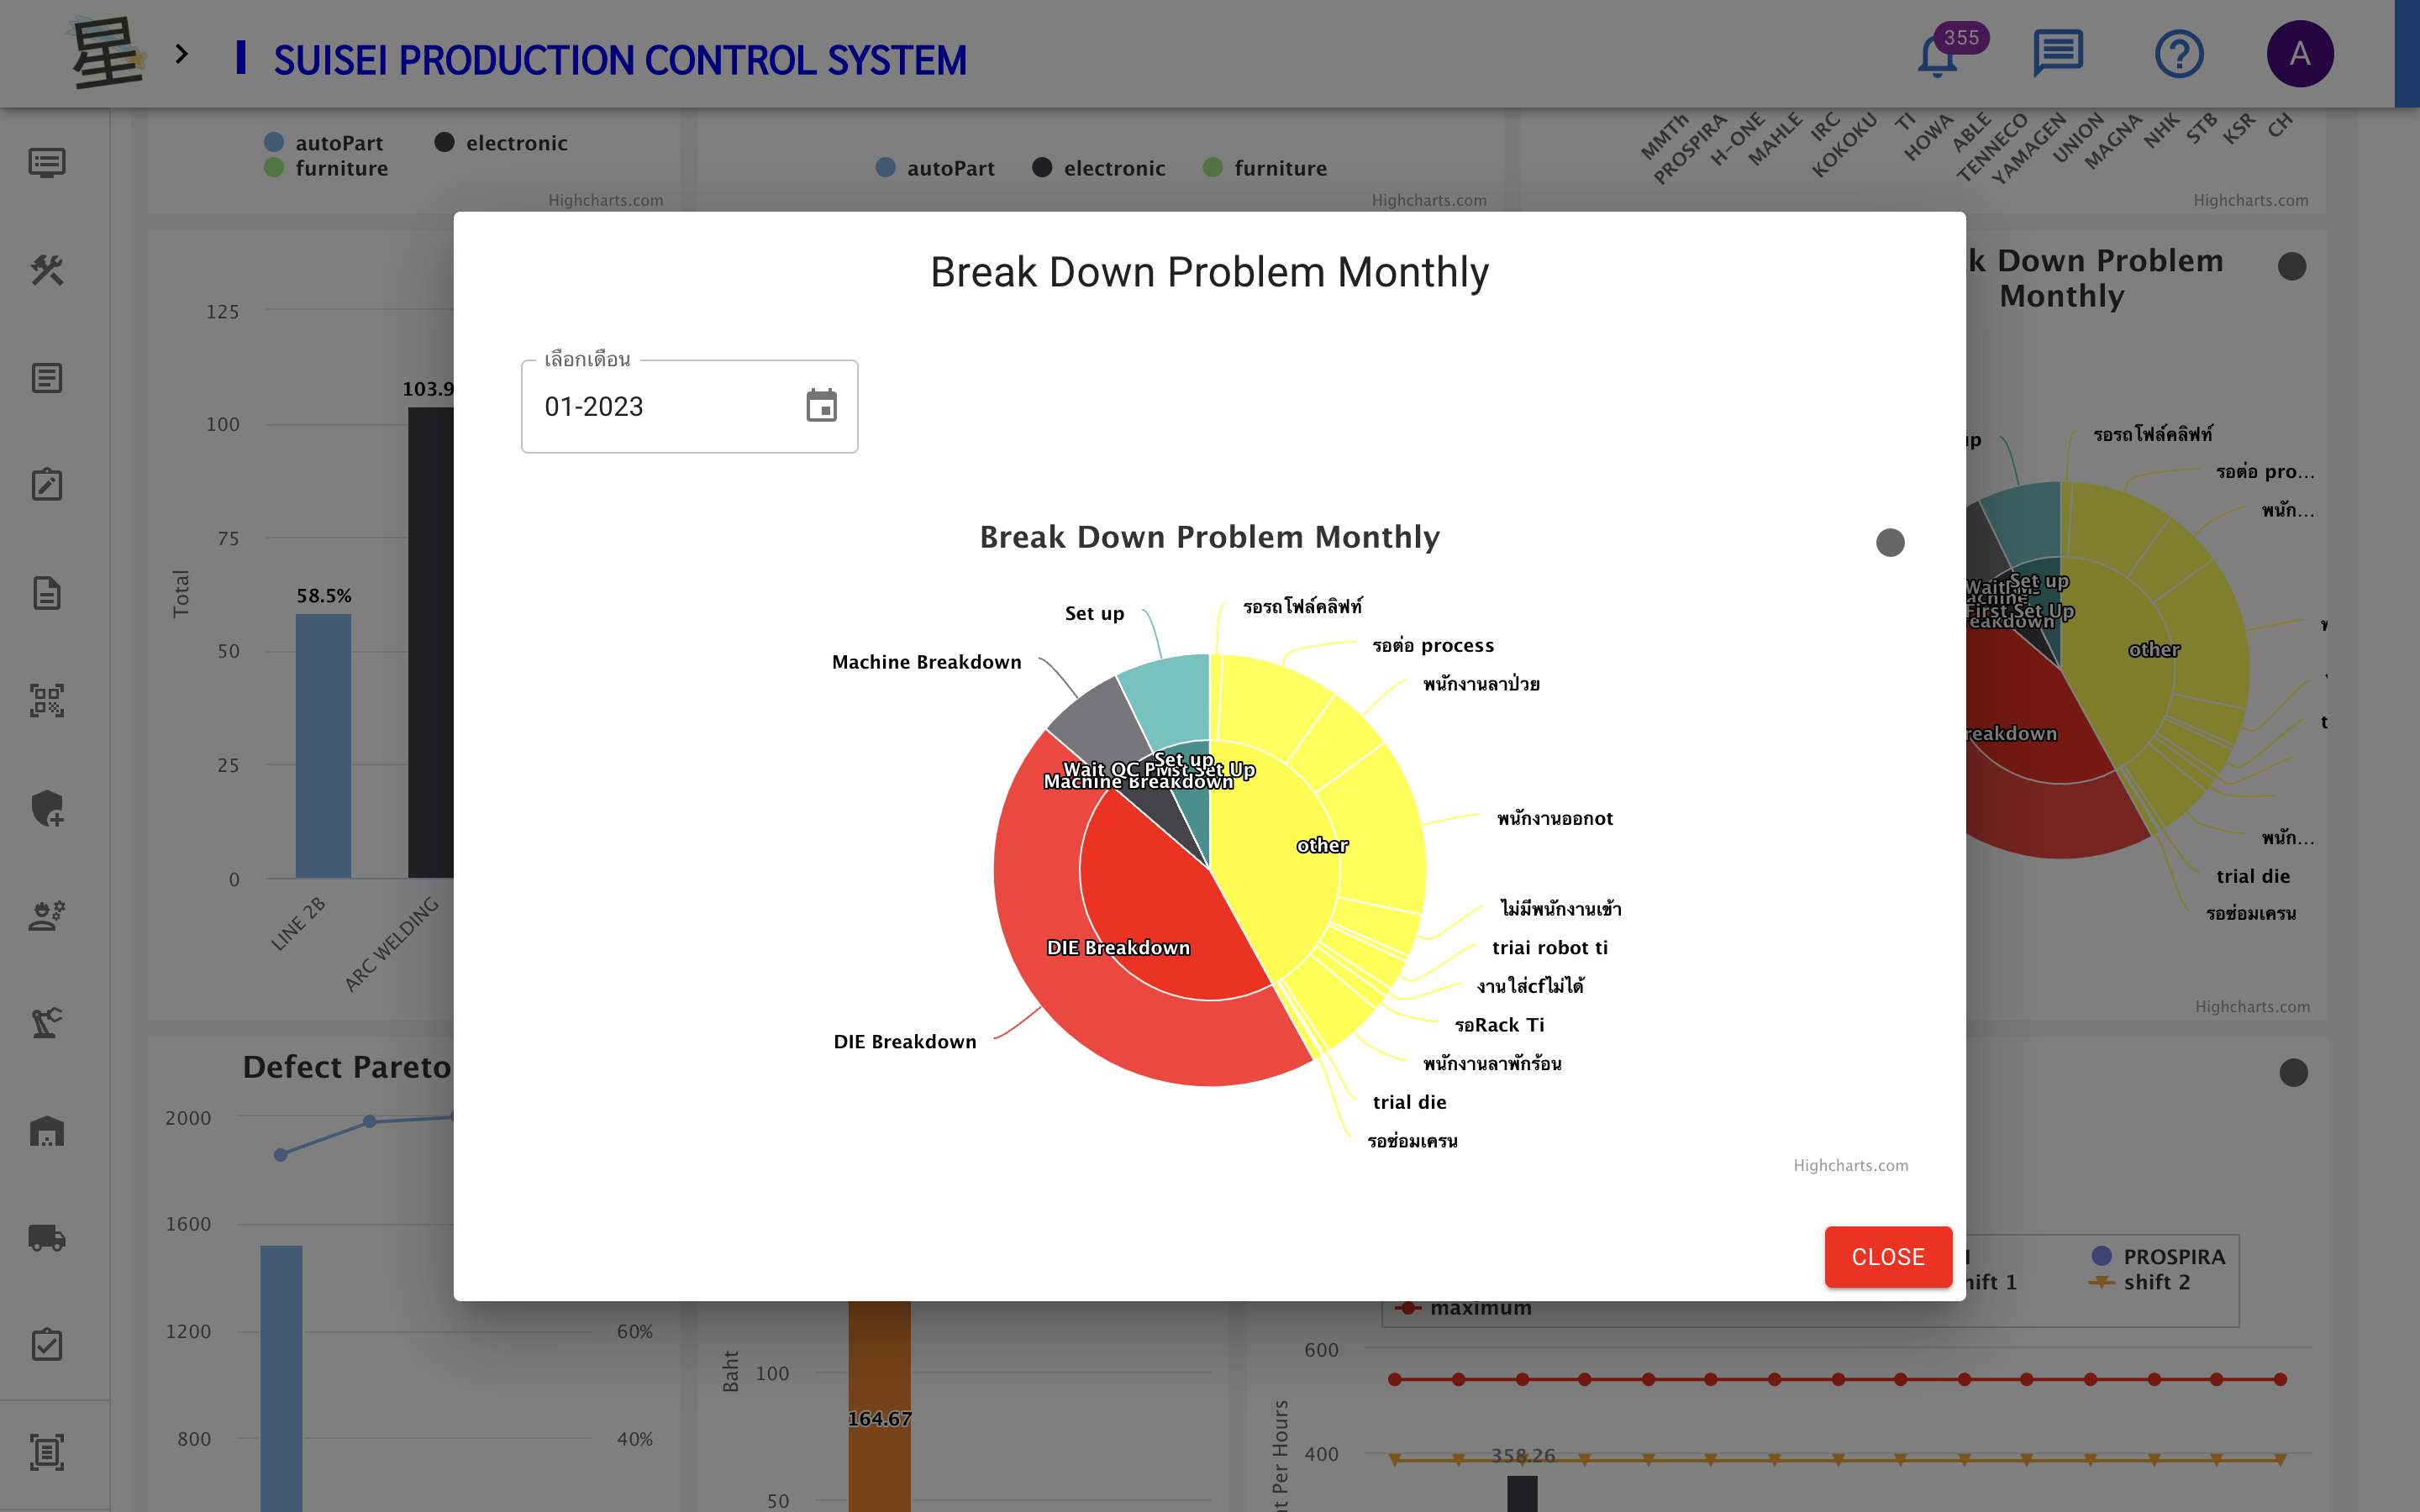 星
SUISEI PRODUCTION CONTROL SYSTEM
355
A
autoPart
electronic
furniture
Highcharts.com
autoPart
electronic
furniture
Highcharts.com
MMTh
PROSPIRA
H-ONE
MAHLE
IRC
KOKOKU
TI
HOWA
ABLE
TENNECO
YAMAGEN
UNION
MAGNA
NHK
STB
KSR
CH
Highcharts.com
Total
125
100
75
50
25
0
103.9
58.5%
LINE 2B
ARC WELDING
Break Down Problem Monthly
เลือกเดือน
01-2023
Break Down Problem Monthly
Set up
Machine Breakdown
DIE Breakdown
รอรถโฟล์คลิฟท์
รอต่อ process
พนักงานลาป่วย
พนักงานออกot
ไม่มีพนักงานเข้า
triai robot ti
งานใส่cfไม่ได้
รอRack Ti
พนักงานลาพักร้อน
trial die
รอซ่อมเครน
Set up
Wait QC
Set Up
Machine Breakdown
other
DIE Breakdown
Highcharts.com
CLOSE
k Down Problem
Monthly
up
รอรถโฟล์คลิฟท์
รอต่อ pro...
พนัก...
Set up
First Set Up
other
reakdown
t
พนัก...
trial die
รอซ่อมเครน
Highcharts.com
Defect Pareto
2000
1600
1200
800
60%
40%
Baht
100
50
164.67
PROSPIRA
hift 1
shift 2
maximum
t Per Hours
600
400
358.26